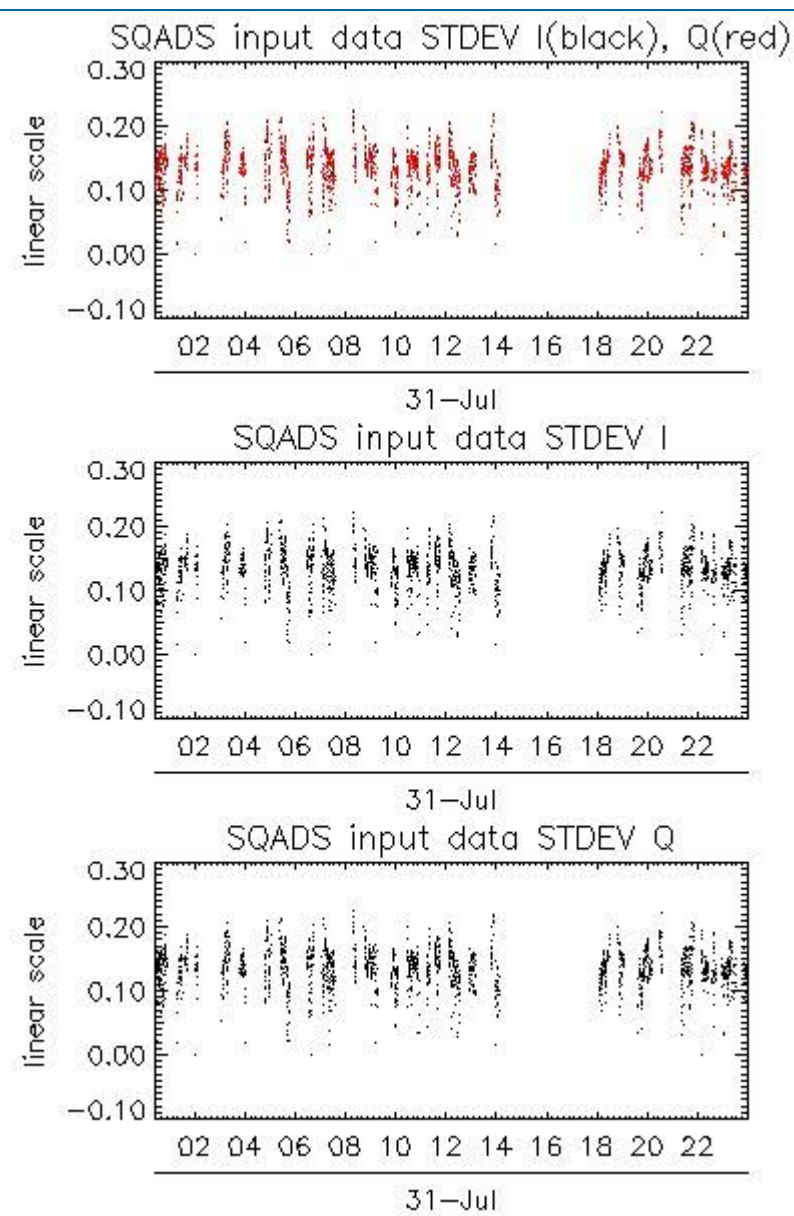 SQADS input data STDEV I(black), Q(red)
0.30
0.20
0.10
0.00
−0.10
linear scale
02 04 06 08 10 12 14 16 18 20 22
31−Jul
SQADS input data STDEV I
0.30
0.20
0.10
0.00
−0.10
linear scale
02 04 06 08 10 12 14 16 18 20 22
31−Jul
SQADS input data STDEV Q
0.30
0.20
0.10
0.00
−0.10
linear scale
02 04 06 08 10 12 14 16 18 20 22
31−Jul